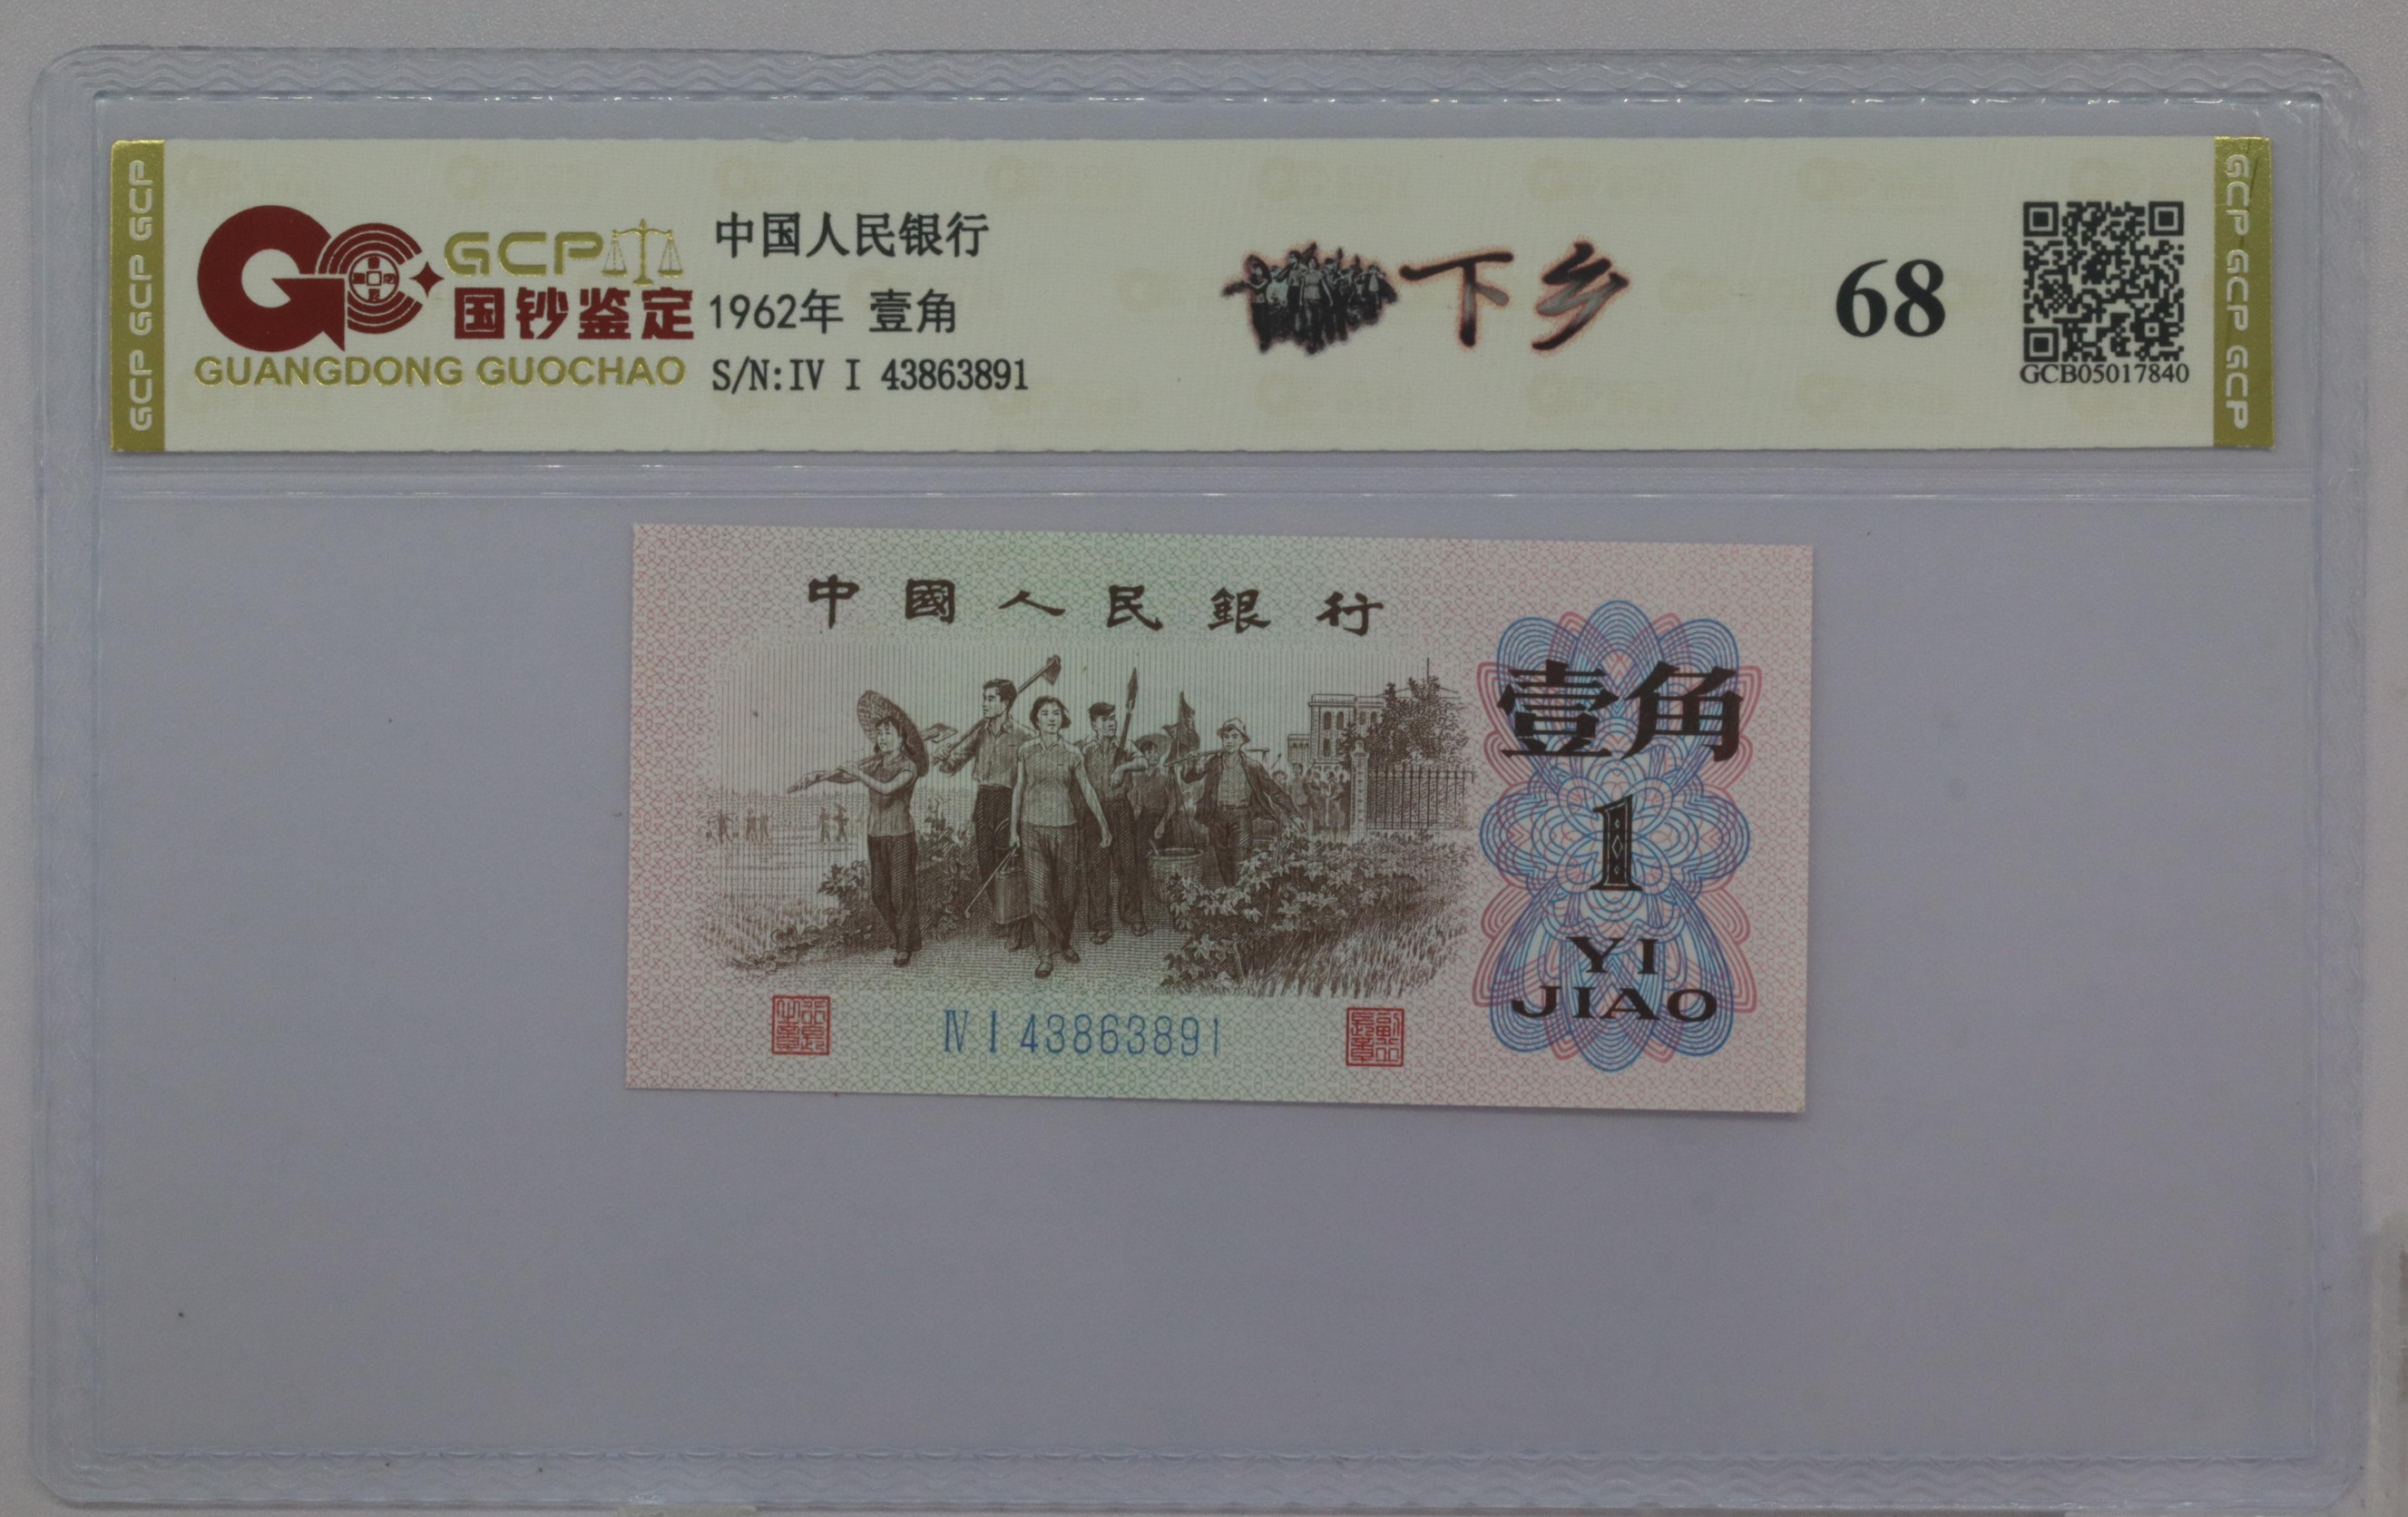 GCP GCP GCP
GCP
国钞鉴定
GUANGDONG GUOCHAO
中国人民银行
1962年 壹角
S/N:IV I 43863891
下乡
68
GCB05017840
GCP GCP GCP
中國人民銀行
壹角
1
YI
JIAO
IV I 43863891